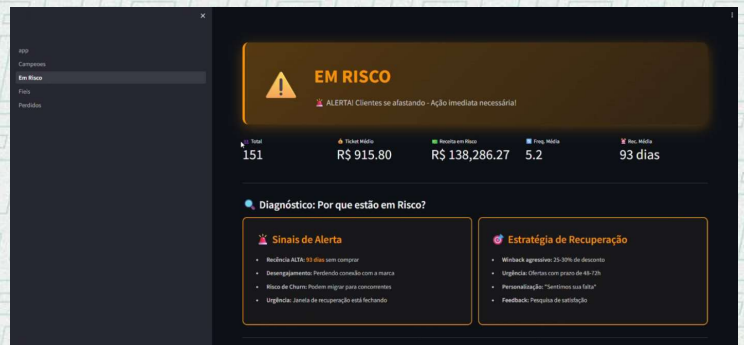 app
Campeoes
Em Risco
Fieis
Perdidos
EM RISCO
ALERTA! Clientes se afastando - Ação imediata necessária!
Total
151
Ticket Médio
R$ 915.80
Receita em Risco
R$ 138,286.27
Freq. Média
5.2
Rec. Média
93 dias
Diagnóstico: Por que estão em Risco?
Sinais de Alerta
Recência ALTA: 93 dias sem comprar
Desengajamento: Perdendo conexão com a marca
Risco de Churn: Podem migrar para concorrentes
Urgência: Janela de recuperação está fechando
Estratégia de Recuperação
Winback agressivo: 25-30% de desconto
Urgência: Ofertas com prazo de 48-72h
Personalização: "Sentimos sua falta"
Feedback: Pesquisa de satisfação